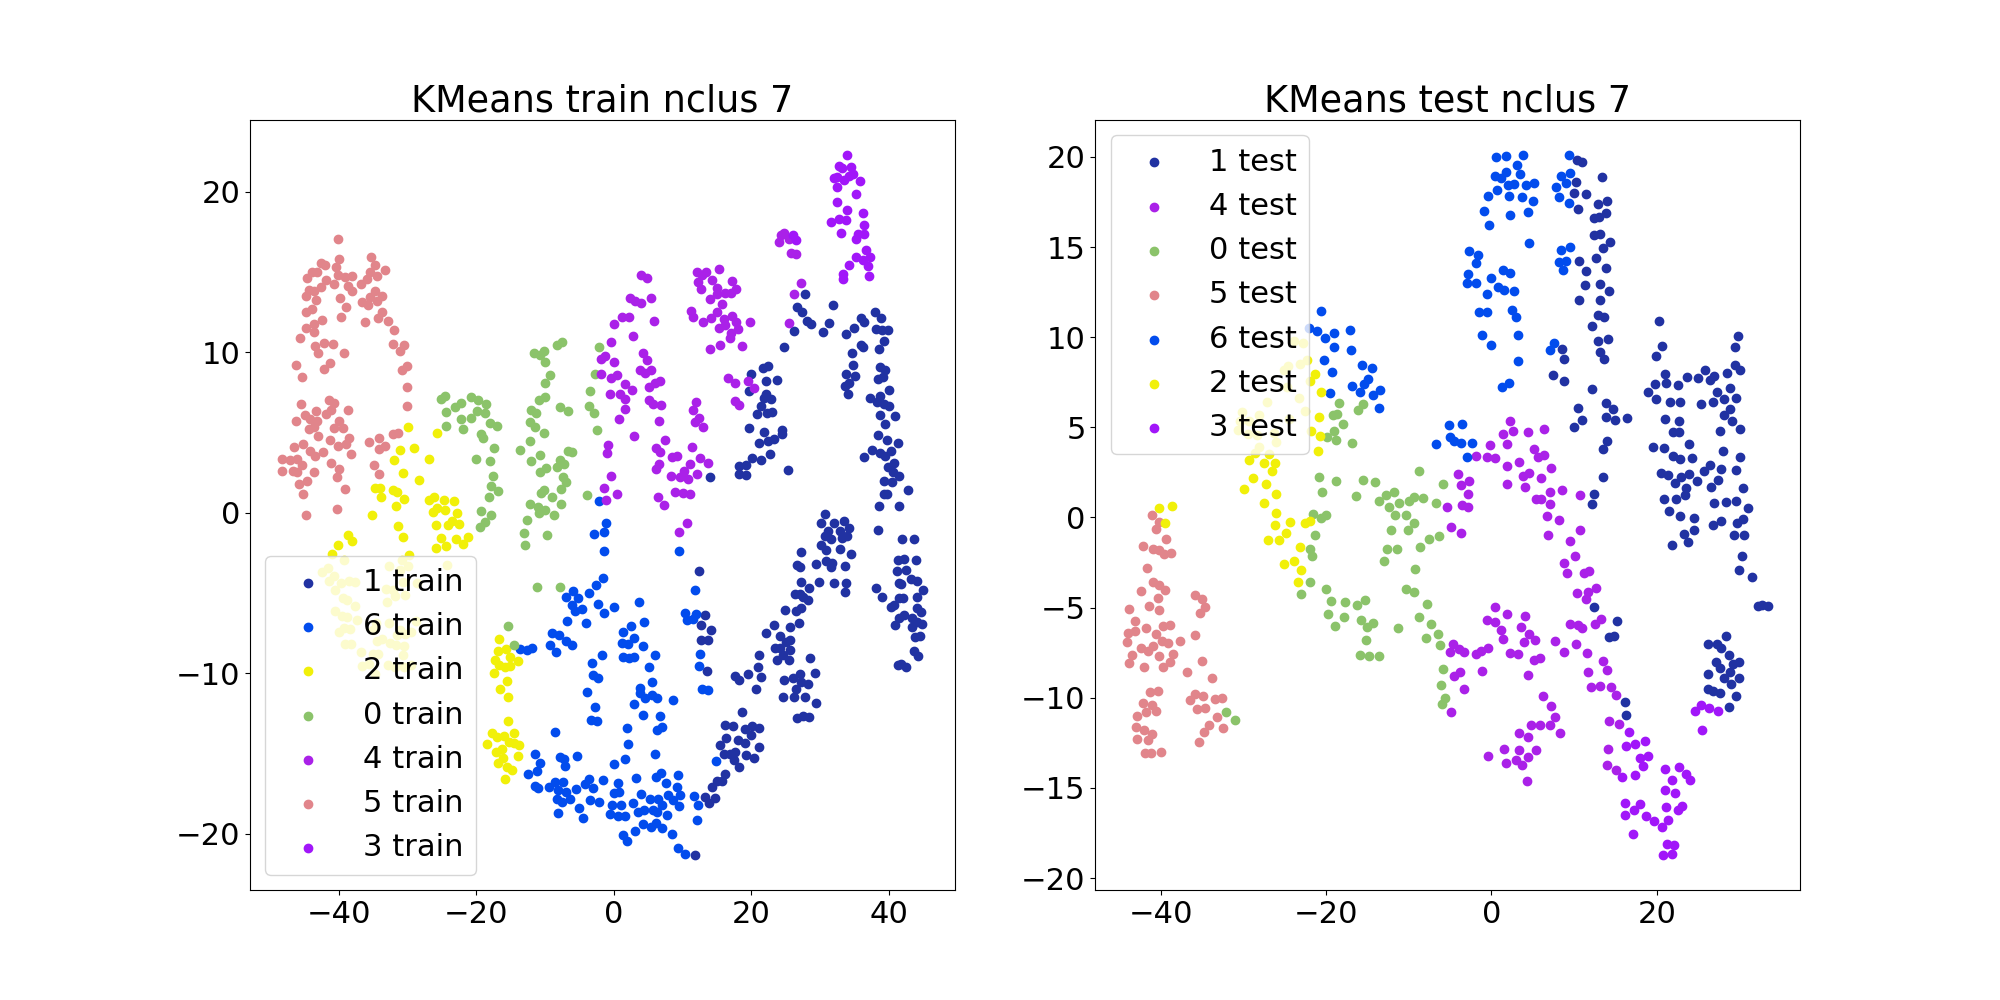 KMeans train nclus 7
20
10
0
−10
−20
−40
−20
0
20
40
1 train
6 train
2 train
0 train
4 train
5 train
3 train
KMeans test nclus 7
20
15
10
5
0
−5
−10
−15
−20
−40
−20
0
20
1 test
4 test
0 test
5 test
6 test
2 test
3 test